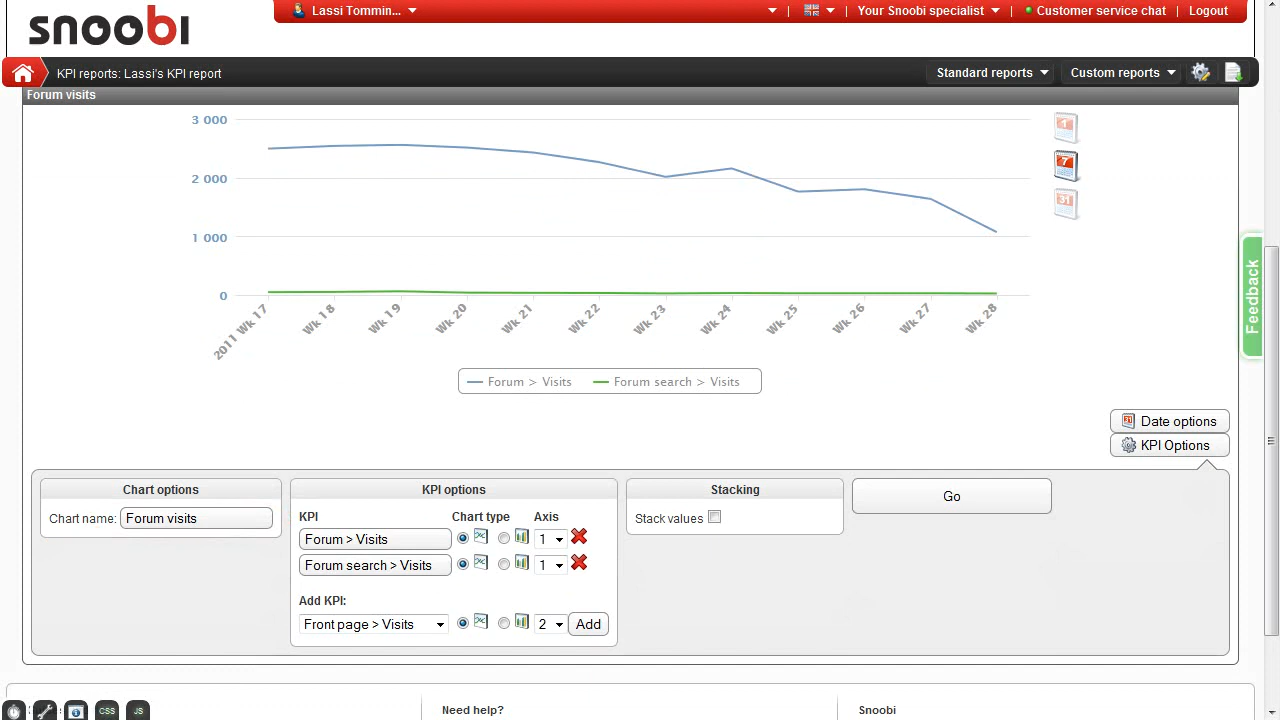 snoobi
Lassi Tommin...
Your Snoobi specialist
Customer service chat
Logout
KPI reports: Lassi's KPI report
Standard reports
Custom reports
Forum visits
3 000
2 000
1 000
0
2011 Wk 17
Wk 18
Wk 19
Wk 20
Wk 21
Wk 22
Wk 23
Wk 24
Wk 25
Wk 26
Wk 27
Wk 28
1
7
31
Feedback
Forum > Visits
Forum search > Visits
Date options
KPI Options
Chart options
Chart name: Forum visits
KPI options
KPI Chart type Axis
Forum > Visits 1
Forum search > Visits 1
Add KPI:
Front page > Visits 2 Add
Stacking
Stack values
Go
Need help?
Snoobi
CSS
JS